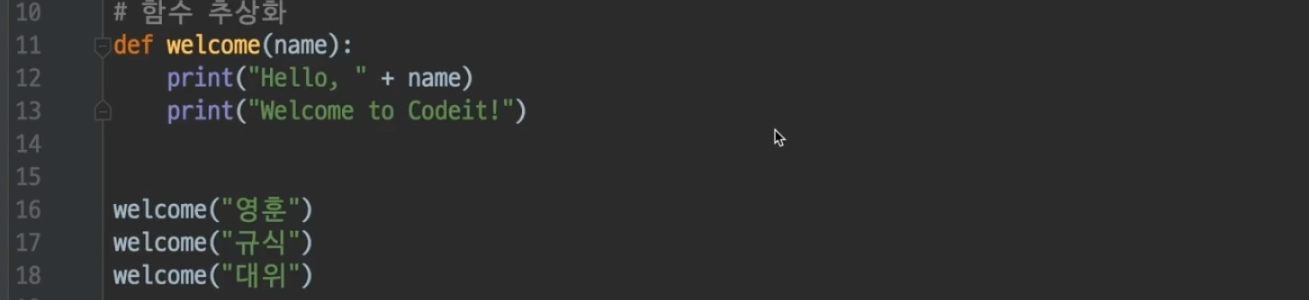 10 # 함수 추상화
11 def welcome(name):
12     print("Hello, " + name)
13     print("Welcome to Codeit!")
14
15
16 welcome("영훈")
17 welcome("규식")
18 welcome("대위")